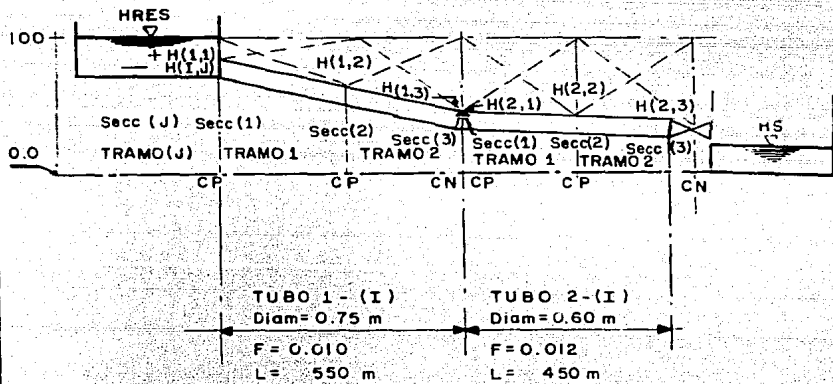 HRES
100
+ H(1,1)
H(I,J)
H(1,2)
H(1,3)
H(2,1)
H(2,2)
H(2,3)
HS
Secc (J) Secc(1) Secc(2) Secc(3) Secc(1) Secc(2) Secc(3)
0.0
TRAMO(J) TRAMO 1 TRAMO 2 TRAMO 1 TRAMO 2
CP CP CN CP CP CN
TUBO 1-(I) TUBO 2-(I)
Diam=0.75 m Diam=0.60 m
F=0.010 F=0.012
L= 550 m L= 450 m